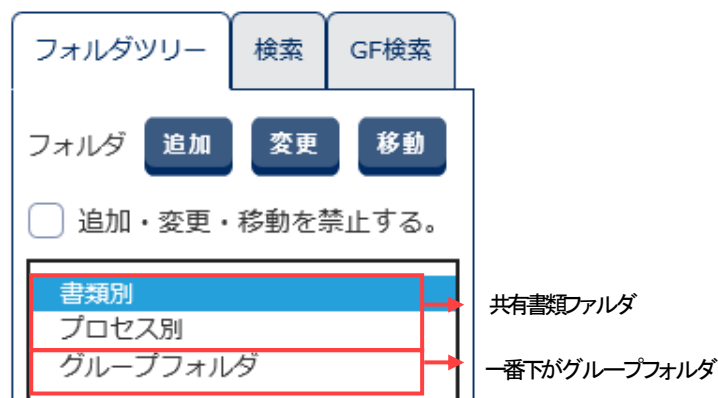 フォルダツリー 検索 GF検索
フォルダ 追加 変更 移動
追加・変更・移動を禁止する。
書類別
共有書類ファルダ
プロセス別
グループフォルダ
一番下がグループフォルダ